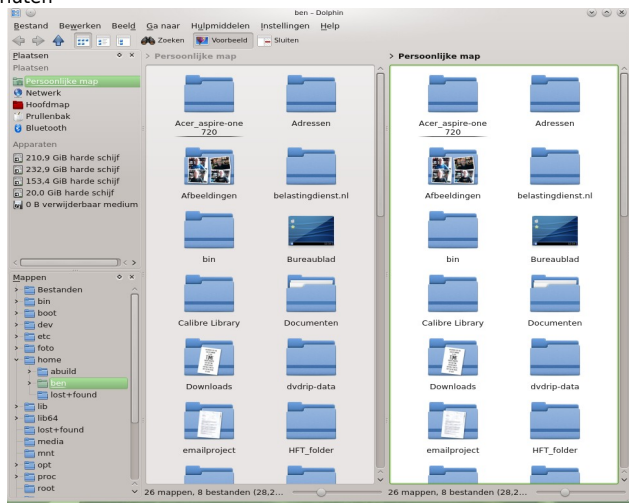 ben – Dolphin
Bestand Bewerken Beeld Ga naar Hulpmiddelen Instellingen Help
Zoeken Voorbeeld Sluiten
Plaatsen
Plaatsen
Persoonlijke map
Netwerk
Hoofdmap
Prullenbak
Bluetooth
Apparaten
210,9 GiB harde schijf
232,9 GiB harde schijf
153,4 GiB harde schijf
20,0 GiB harde schijf
0 B verwijderbaar medium
Mappen
Bestanden
bin
boot
dev
etc
foto
home
abuild
ben
lost+found
lib
lib64
lost+found
media
mnt
opt
proc
root
> Persoonlijke map
Acer_aspire-one
720
Adressen
Afbeeldingen
belastingdienst.nl
bin
Bureaublad
Calibre Library
Documenten
Downloads
dvdrip-data
emailproject
HFT_folder
26 mappen, 8 bestanden (28,2...
> Persoonlijke map
Acer_aspire-one
720
Adressen
Afbeeldingen
belastingdienst.nl
bin
Bureaublad
Calibre Library
Documenten
Downloads
dvdrip-data
emailproject
HFT_folder
26 mappen, 8 bestanden (28,2...